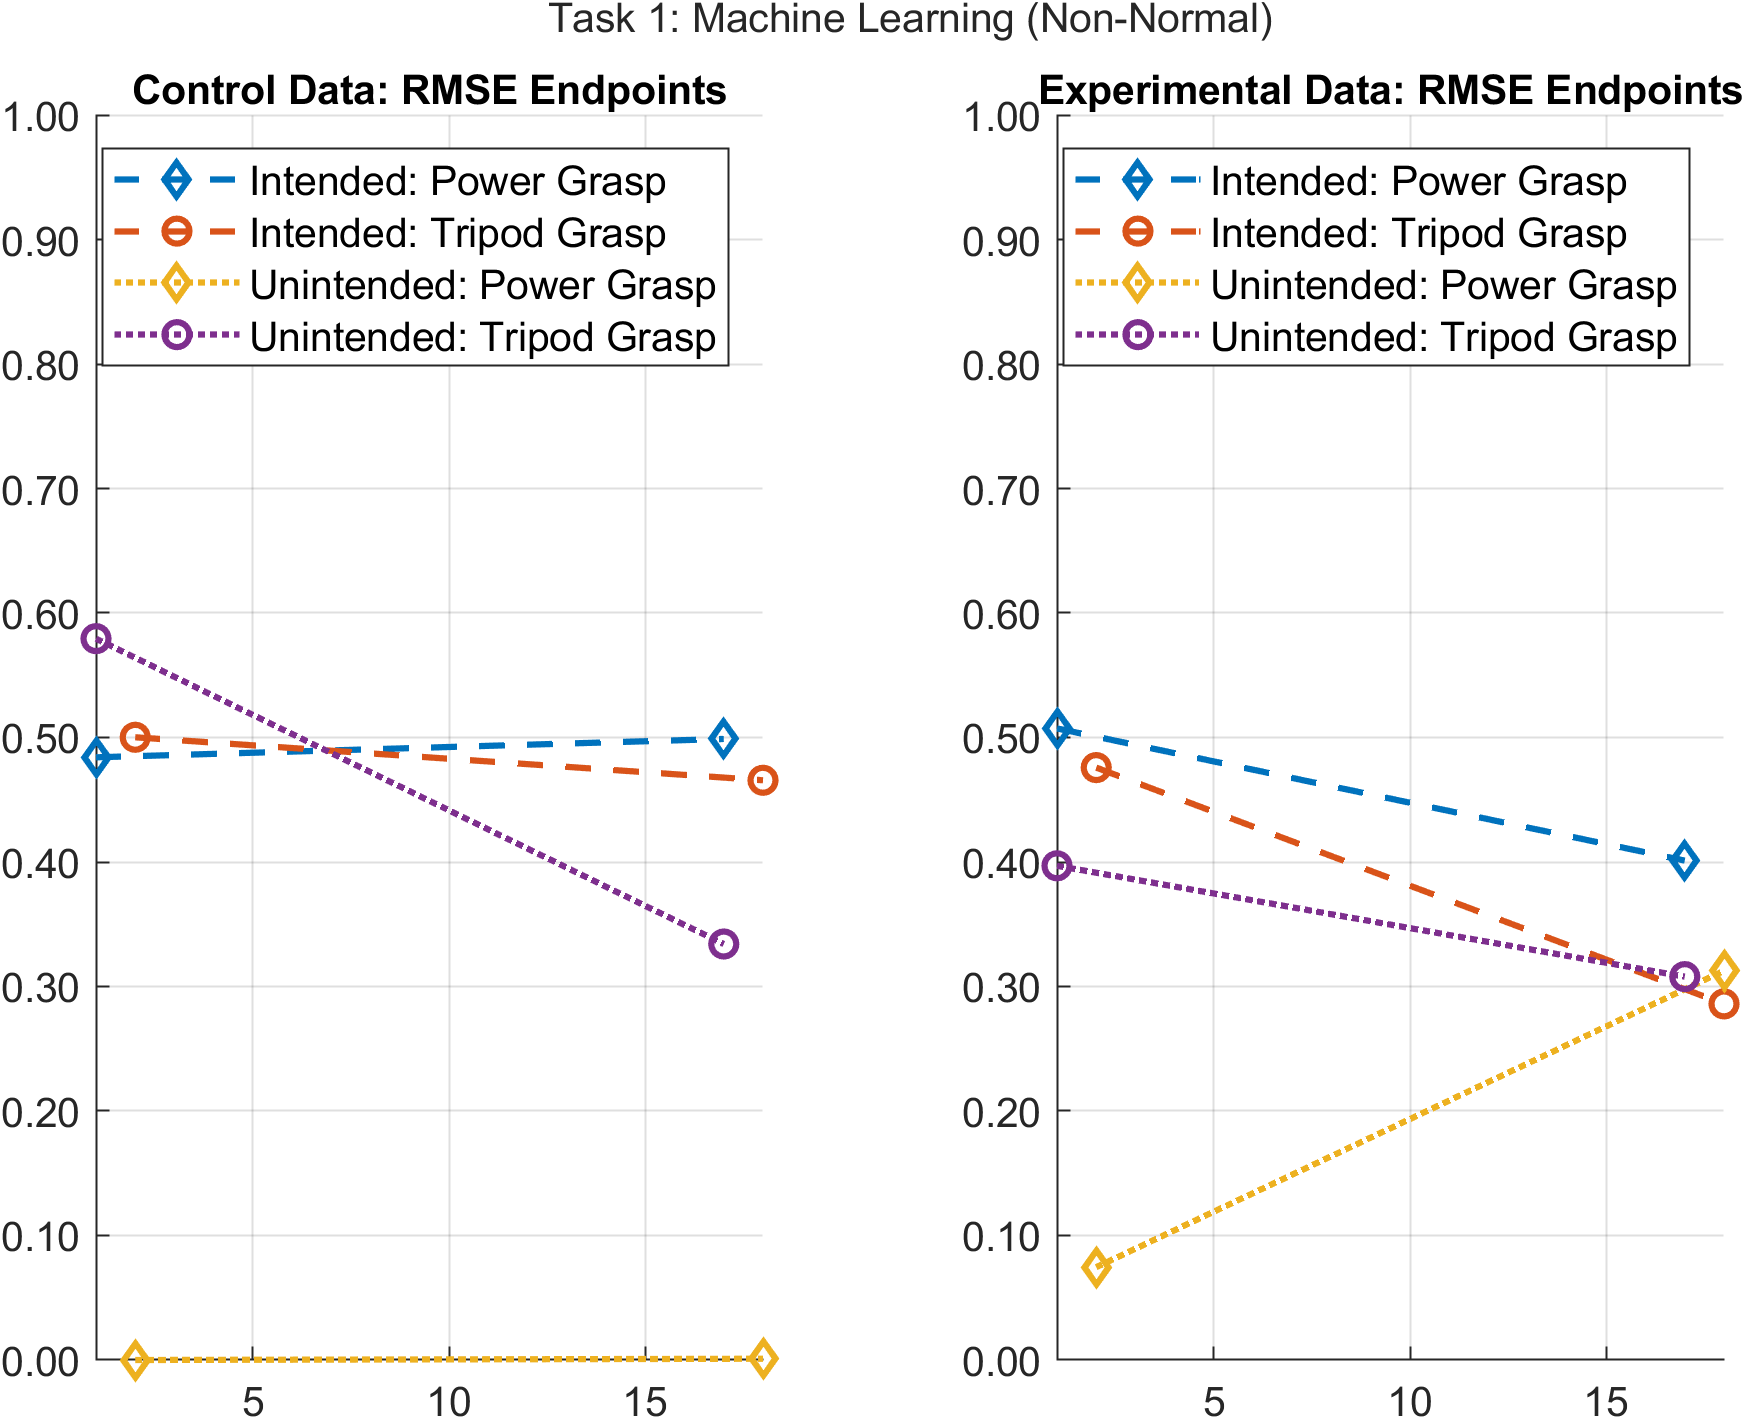 Task 1: Machine Learning (Non-Normal)
Control Data: RMSE Endpoints
1.00
0.90
0.80
0.70
0.60
0.50
0.40
0.30
0.20
0.10
0.00
5 10 15
Intended: Power Grasp
Intended: Tripod Grasp
Unintended: Power Grasp
Unintended: Tripod Grasp
Experimental Data: RMSE Endpoints
1.00
0.90
0.80
0.70
0.60
0.50
0.40
0.30
0.20
0.10
0.00
5 10 15
Intended: Power Grasp
Intended: Tripod Grasp
Unintended: Power Grasp
Unintended: Tripod Grasp